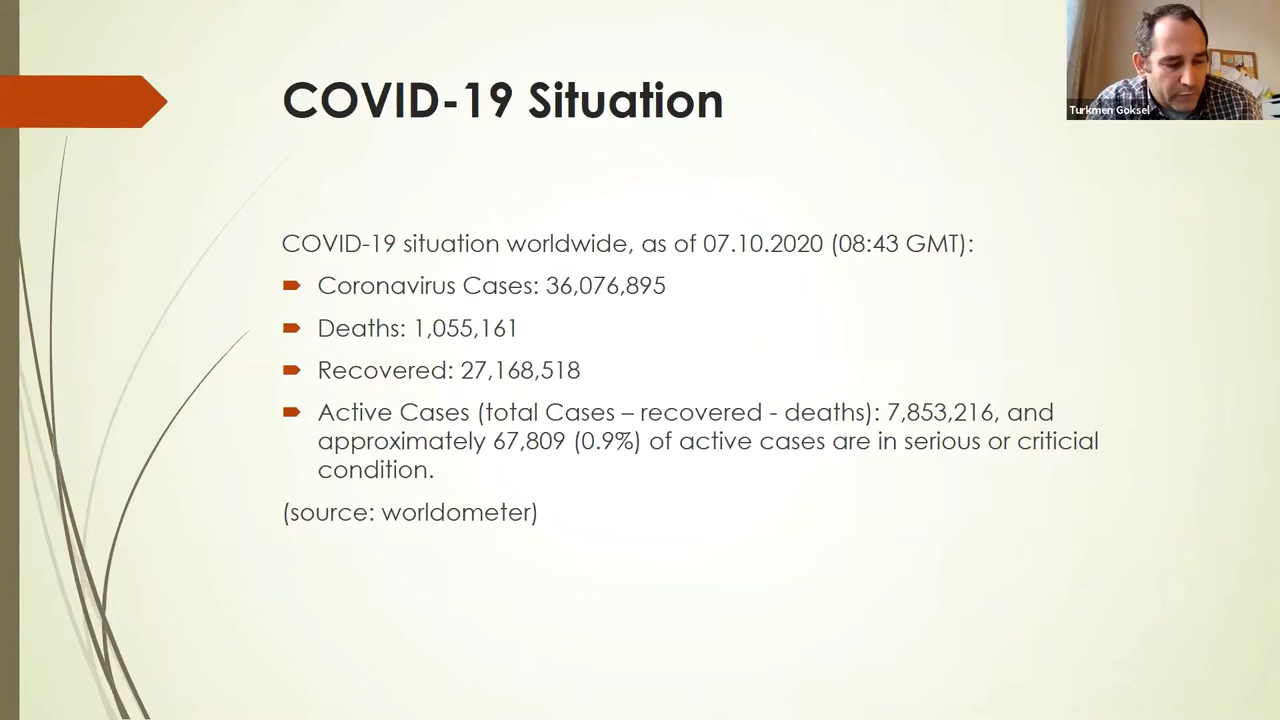 COVID-19 Situation
Turkmen Goksel
COVID-19 situation worldwide, as of 07.10.2020 (08:43 GMT):
Coronavirus Cases: 36,076,895
Deaths: 1,055,161
Recovered: 27,168,518
Active Cases (total Cases – recovered - deaths): 7,853,216, and
approximately 67,809 (0.9%) of active cases are in serious or criticial
condition.
(source: worldometer)